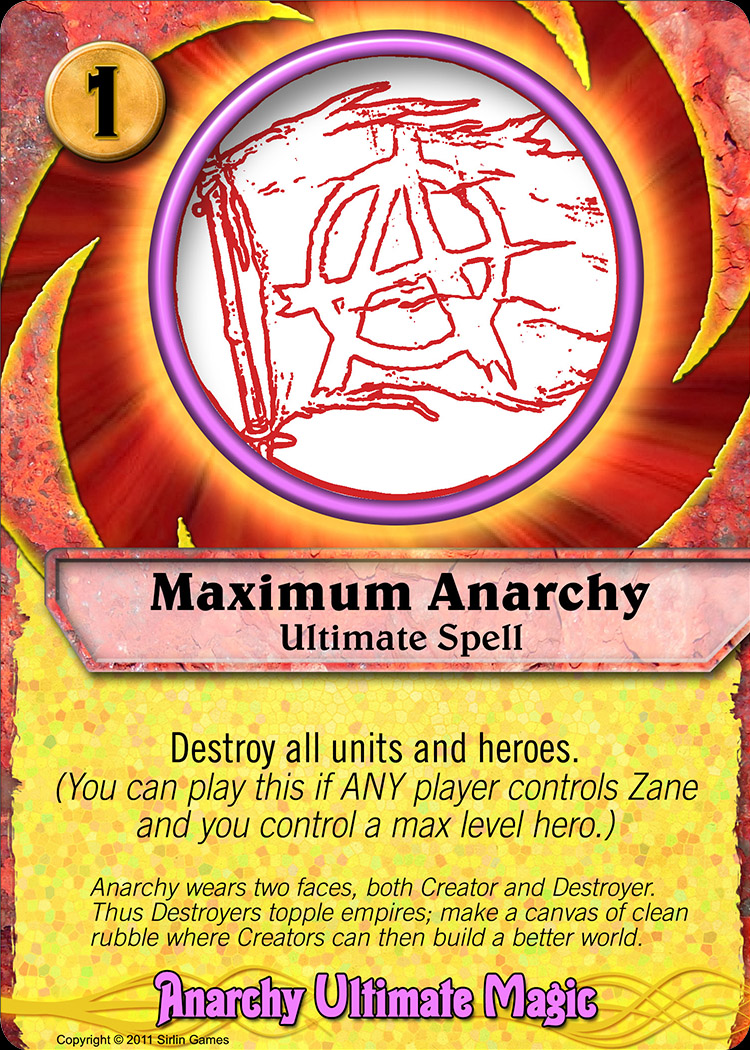 1
Maximum Anarchy
Ultimate Spell
Destroy all units and heroes.
(You can play this if ANY player controls Zane
and you control a max level hero.)
Anarchy wears two faces, both Creator and Destroyer.
Thus Destroyers topple empires; make a canvas of clean
rubble where Creators can then build a better world.
Anarchy Ultimate Magic
Copyright © 2011 Sirlin Games